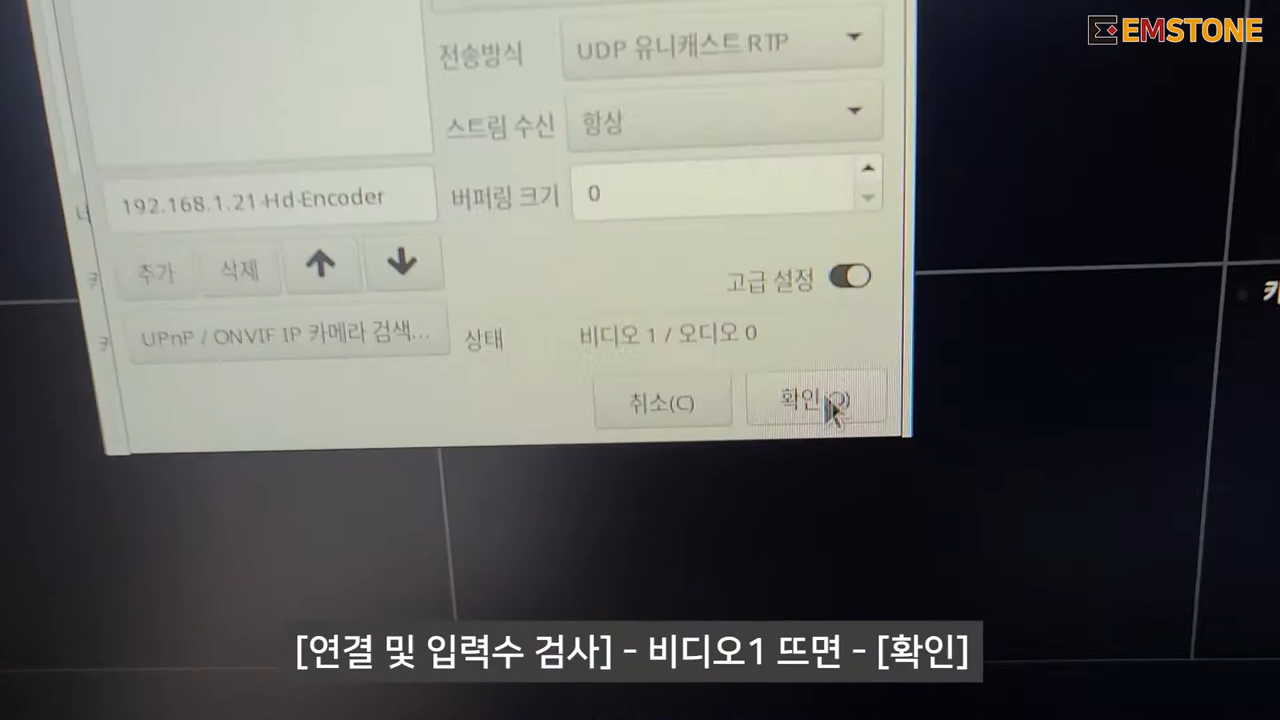 EMSTONE
전송방식 UDP 유니캐스트 RTP
스트림 수신 항상
192.168.1.21-Hd-Encoder 버퍼링 크기 0
추가 삭제
고급 설정
UPnP / ONVIF IP 카메라 검색... 상태 비디오 1 / 오디오 0
취소(C) 확인
[연결 및 입력수 검사] - 비디오1 뜨면 - [확인]